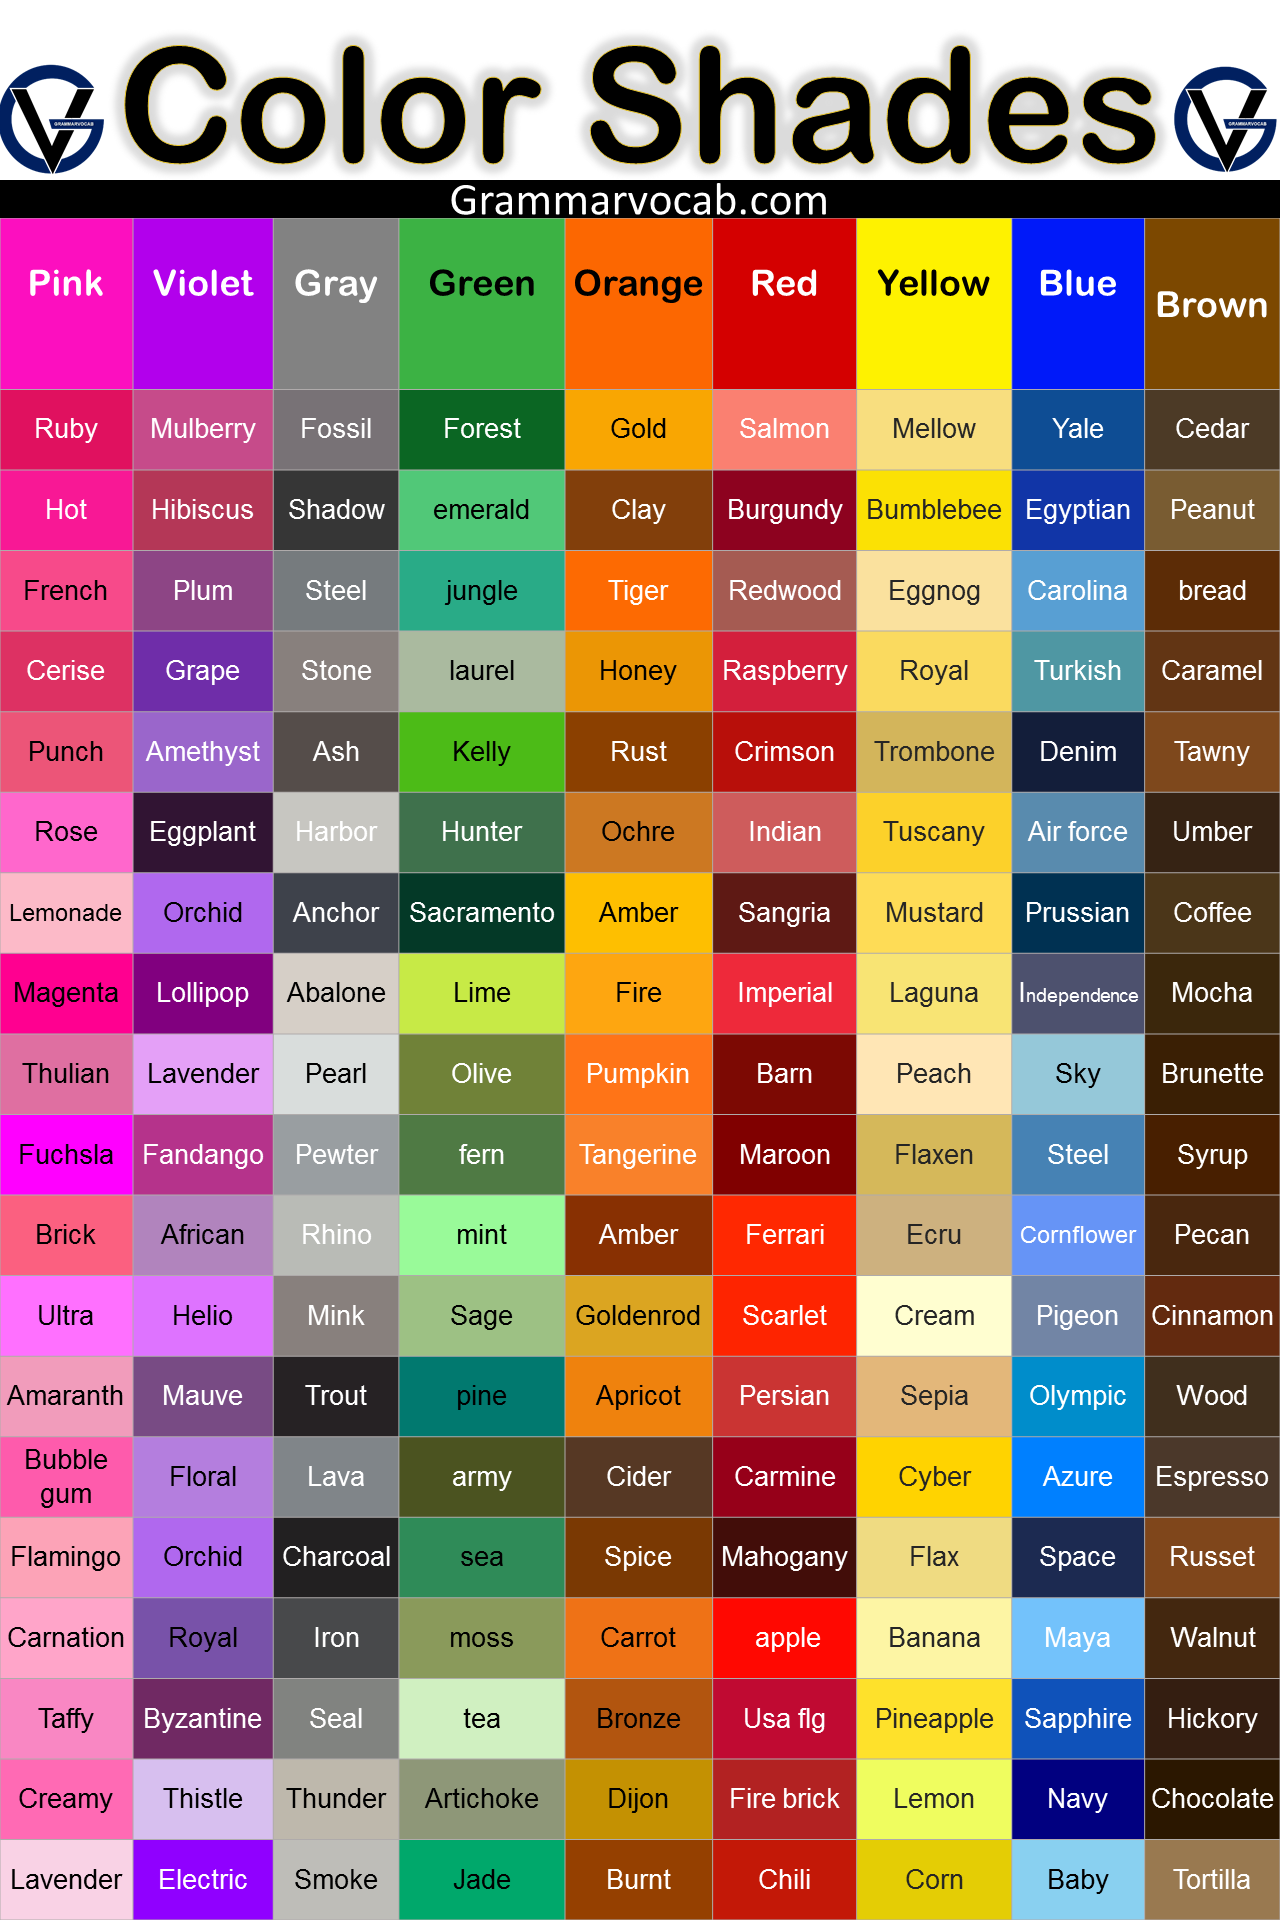 Color Shades
GRAMMARVOCAB
GRAMMARVOCAB
Grammarvocab.com
Pink Violet Gray Green Orange Red Yellow Blue Brown
Ruby Mulberry Fossil Forest Gold Salmon Mellow Yale Cedar
Hot Hibiscus Shadow emerald Clay Burgundy Bumblebee Egyptian Peanut
French Plum Steel jungle Tiger Redwood Eggnog Carolina bread
Cerise Grape Stone laurel Honey Raspberry Royal Turkish Caramel
Punch Amethyst Ash Kelly Rust Crimson Trombone Denim Tawny
Rose Eggplant Harbor Hunter Ochre Indian Tuscany Air force Umber
Lemonade Orchid Anchor Sacramento Amber Sangria Mustard Prussian Coffee
Magenta Lollipop Abalone Lime Fire Imperial Laguna Independence Mocha
Thulian Lavender Pearl Olive Pumpkin Barn Peach Sky Brunette
Fuchsla Fandango Pewter fern Tangerine Maroon Flaxen Steel Syrup
Brick African Rhino mint Amber Ferrari Ecru Cornflower Pecan
Ultra Helio Mink Sage Goldenrod Scarlet Cream Pigeon Cinnamon
Amaranth Mauve Trout pine Apricot Persian Sepia Olympic Wood
Bubble gum Floral Lava army Cider Carmine Cyber Azure Espresso
Flamingo Orchid Charcoal sea Spice Mahogany Flax Space Russet
Carnation Royal Iron moss Carrot apple Banana Maya Walnut
Taffy Byzantine Seal tea Bronze Usa flg Pineapple Sapphire Hickory
Creamy Thistle Thunder Artichoke Dijon Fire brick Lemon Navy Chocolate
Lavender Electric Smoke Jade Burnt Chili Corn Baby Tortilla